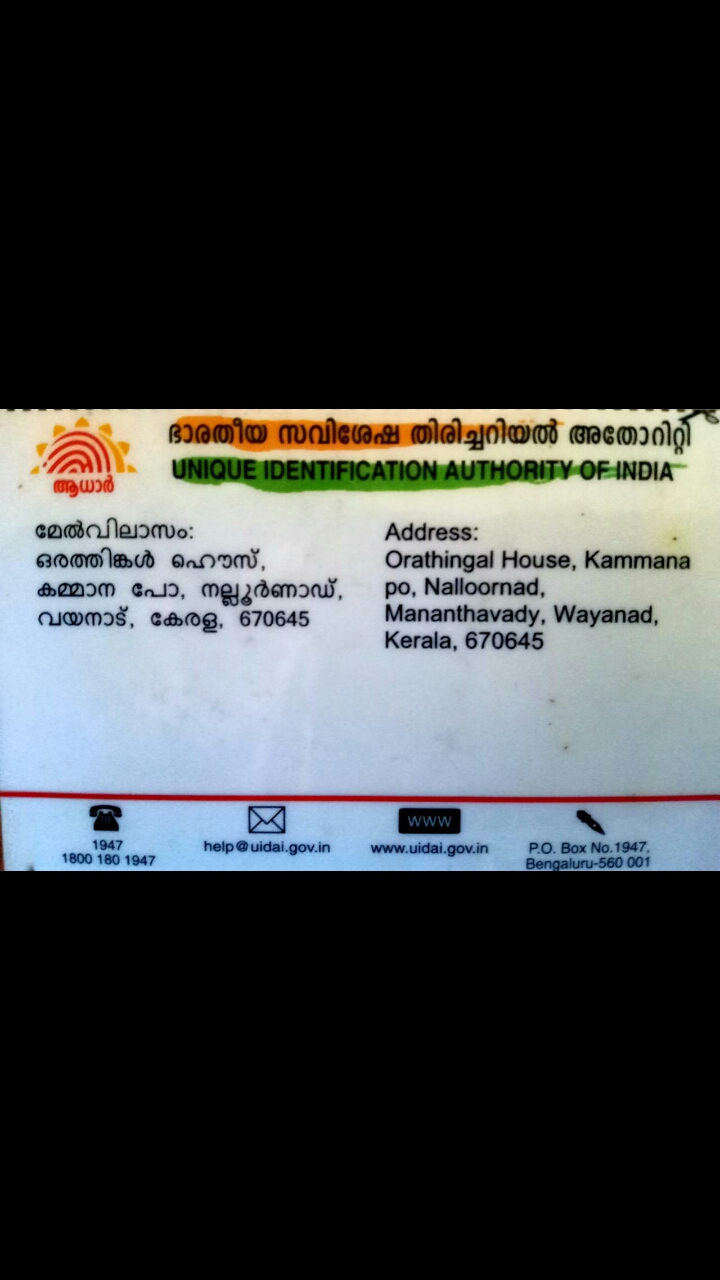 ഭാരതീയ സവിശേഷ തിരിച്ചറിയൽ അതോറിറ്റി
UNIQUE IDENTIFICATION AUTHORITY OF INDIA
ആധാർ
മേൽവിലാസം:
ഒരത്തിങ്കൾ ഹൌസ്,
കമ്മാന പോ, നല്ലൂർണാഡ്,
വയനാട്, കേരള, 670645
Address:
Orathingal House, Kammana
po, Nalloornad,
Mananthavady, Wayanad,
Kerala, 670645
1947
1800 180 1947
help@uidai.gov.in
www
www.uidai.gov.in
P.O. Box No.1947,
Bengaluru-560 001